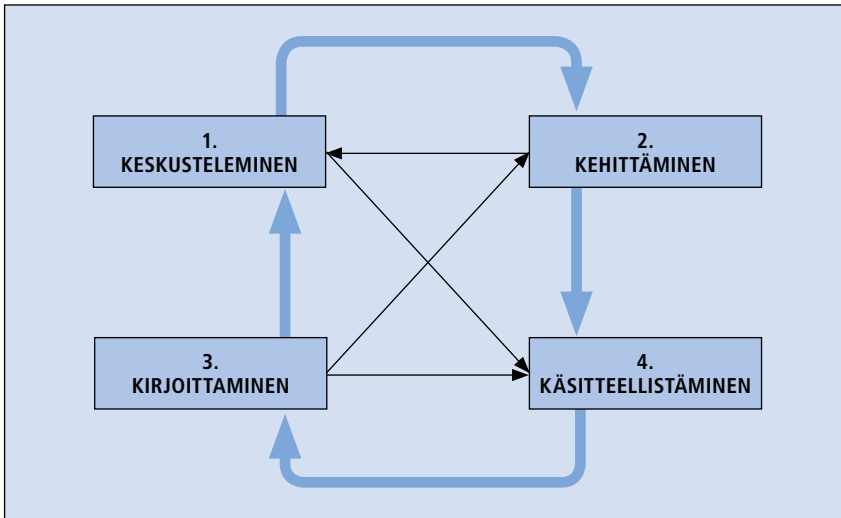 1.
KESKUSTELEMINEN
2.
KEHITTÄMINEN
3.
KIRJOITTAMINEN
4.
KÄSITTEELLISTÄMINEN